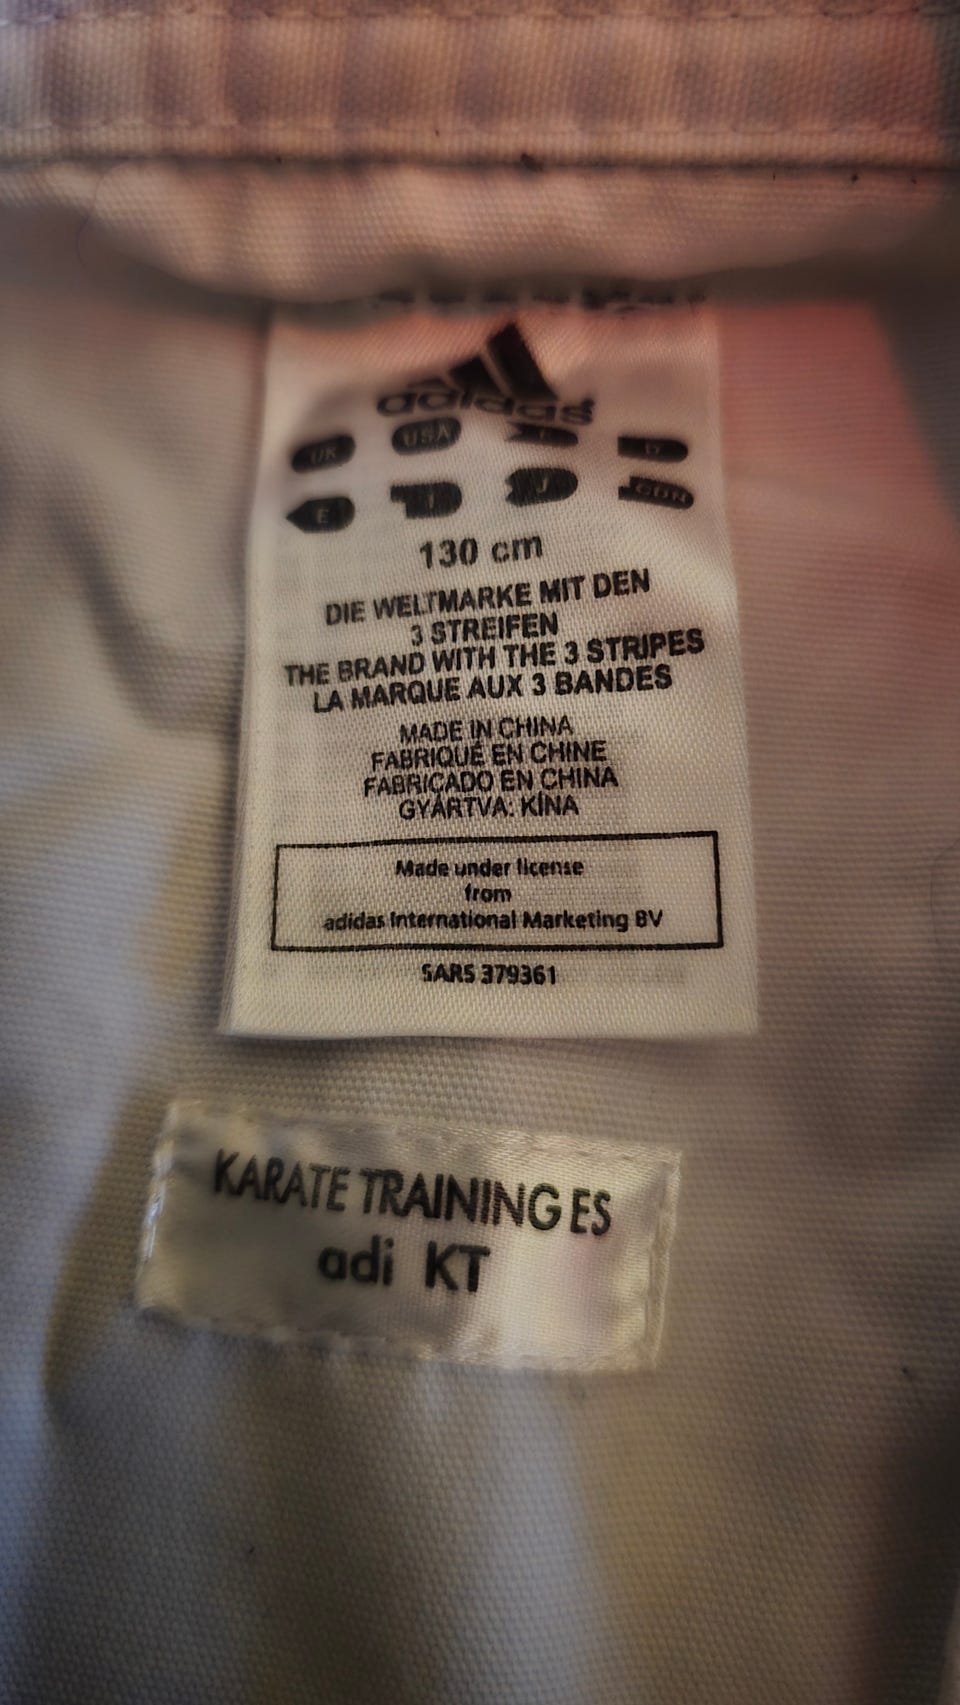 adidas
UK USA F D
E I J CDN
130 cm
DIE WELTMARKE MIT DEN
3 STREIFEN
THE BRAND WITH THE 3 STRIPES
LA MARQUE AUX 3 BANDES
MADE IN CHINA
FABRIQUÉ EN CHINE
FABRICADO EN CHINA
GYÁRTVA: KÍNA
Made under license
from
adidas International Marketing BV
SARS 379361
KARATE TRAINING ES
adi KT